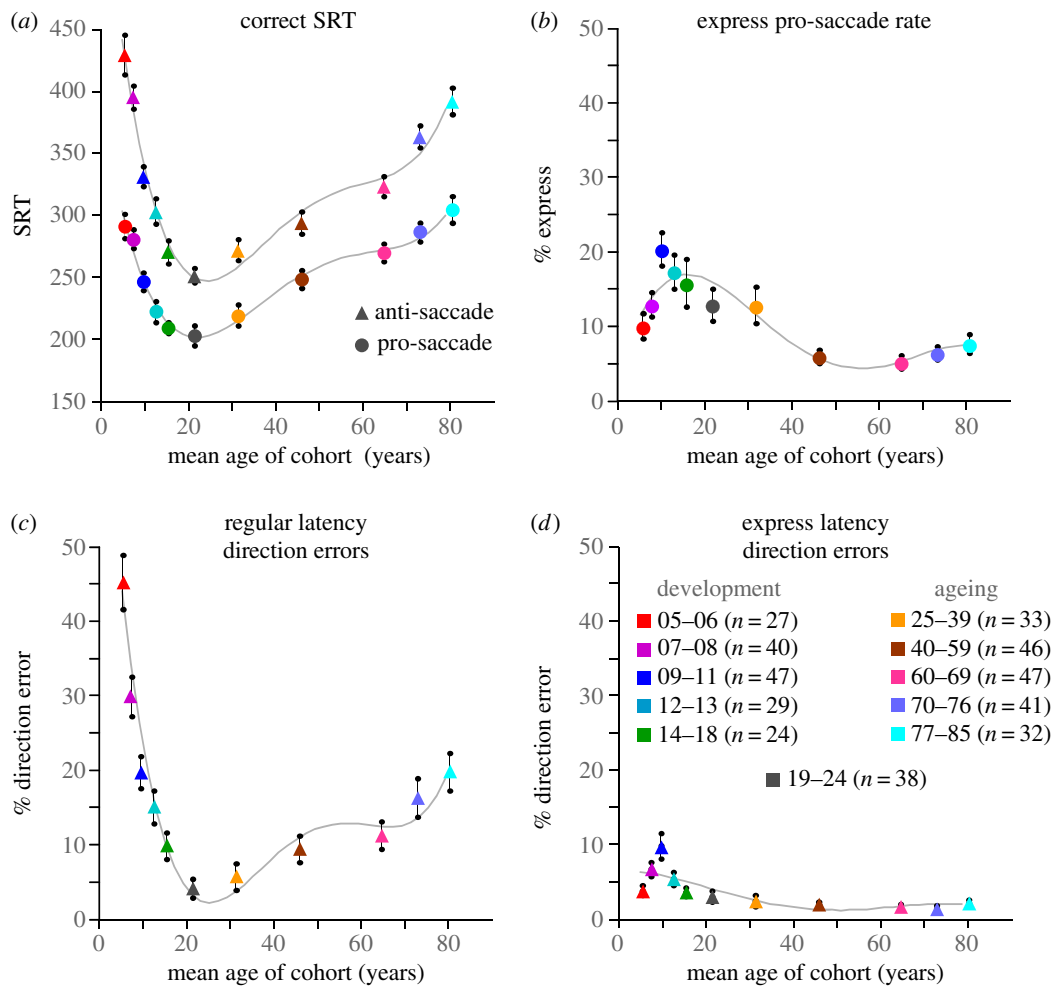 (a) correct SRT
450
400
350
300
250
200
150
SRT
anti-saccade
pro-saccade
0 20 40 60 80
mean age of cohort (years)
(b) express pro-saccade rate
50
40
30
20
10
0
% express
0 20 40 60 80
mean age of cohort (years)
(c) regular latency
direction errors
50
40
30
20
10
0
% direction error
0 20 40 60 80
mean age of cohort (years)
(d) express latency
direction errors
50
40
30
20
10
0
% direction error
development ageing
05–06 (n = 27) 25–39 (n = 33)
07–08 (n = 40) 40–59 (n = 46)
09–11 (n = 47) 60–69 (n = 47)
12–13 (n = 29) 70–76 (n = 41)
14–18 (n = 24) 77–85 (n = 32)
19–24 (n = 38)
0 20 40 60 80
mean age of cohort (years)